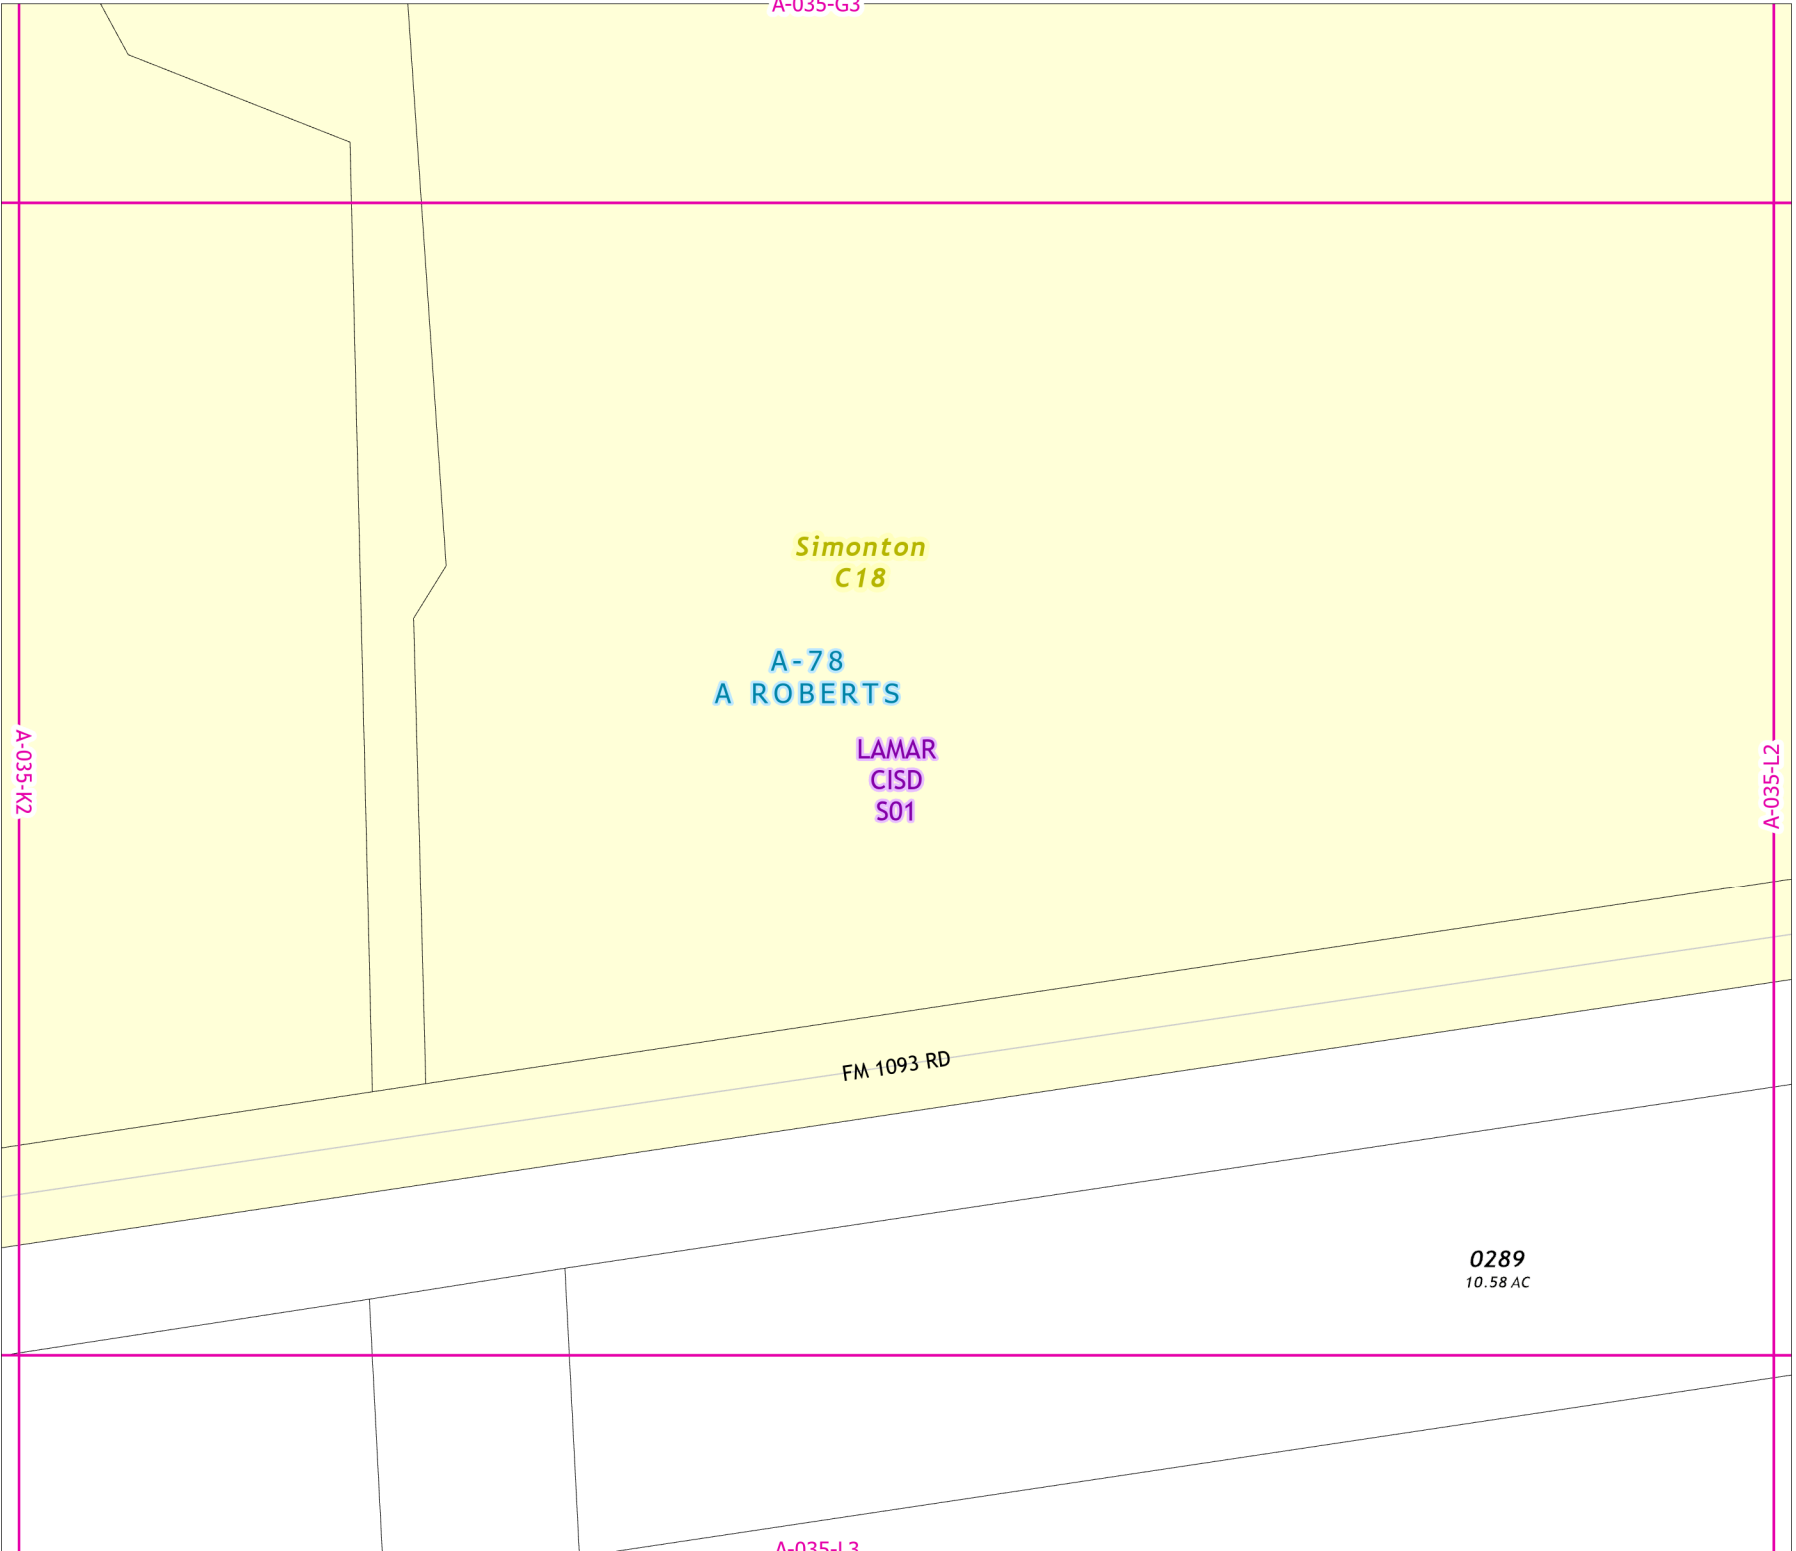 A-035-G3
Simonton
C18
A-78
A ROBERTS
LAMAR
CISD
S01
A-035-K2
A-035-L2
FM 1093 RD
0289
10.58 AC
A-035-L3